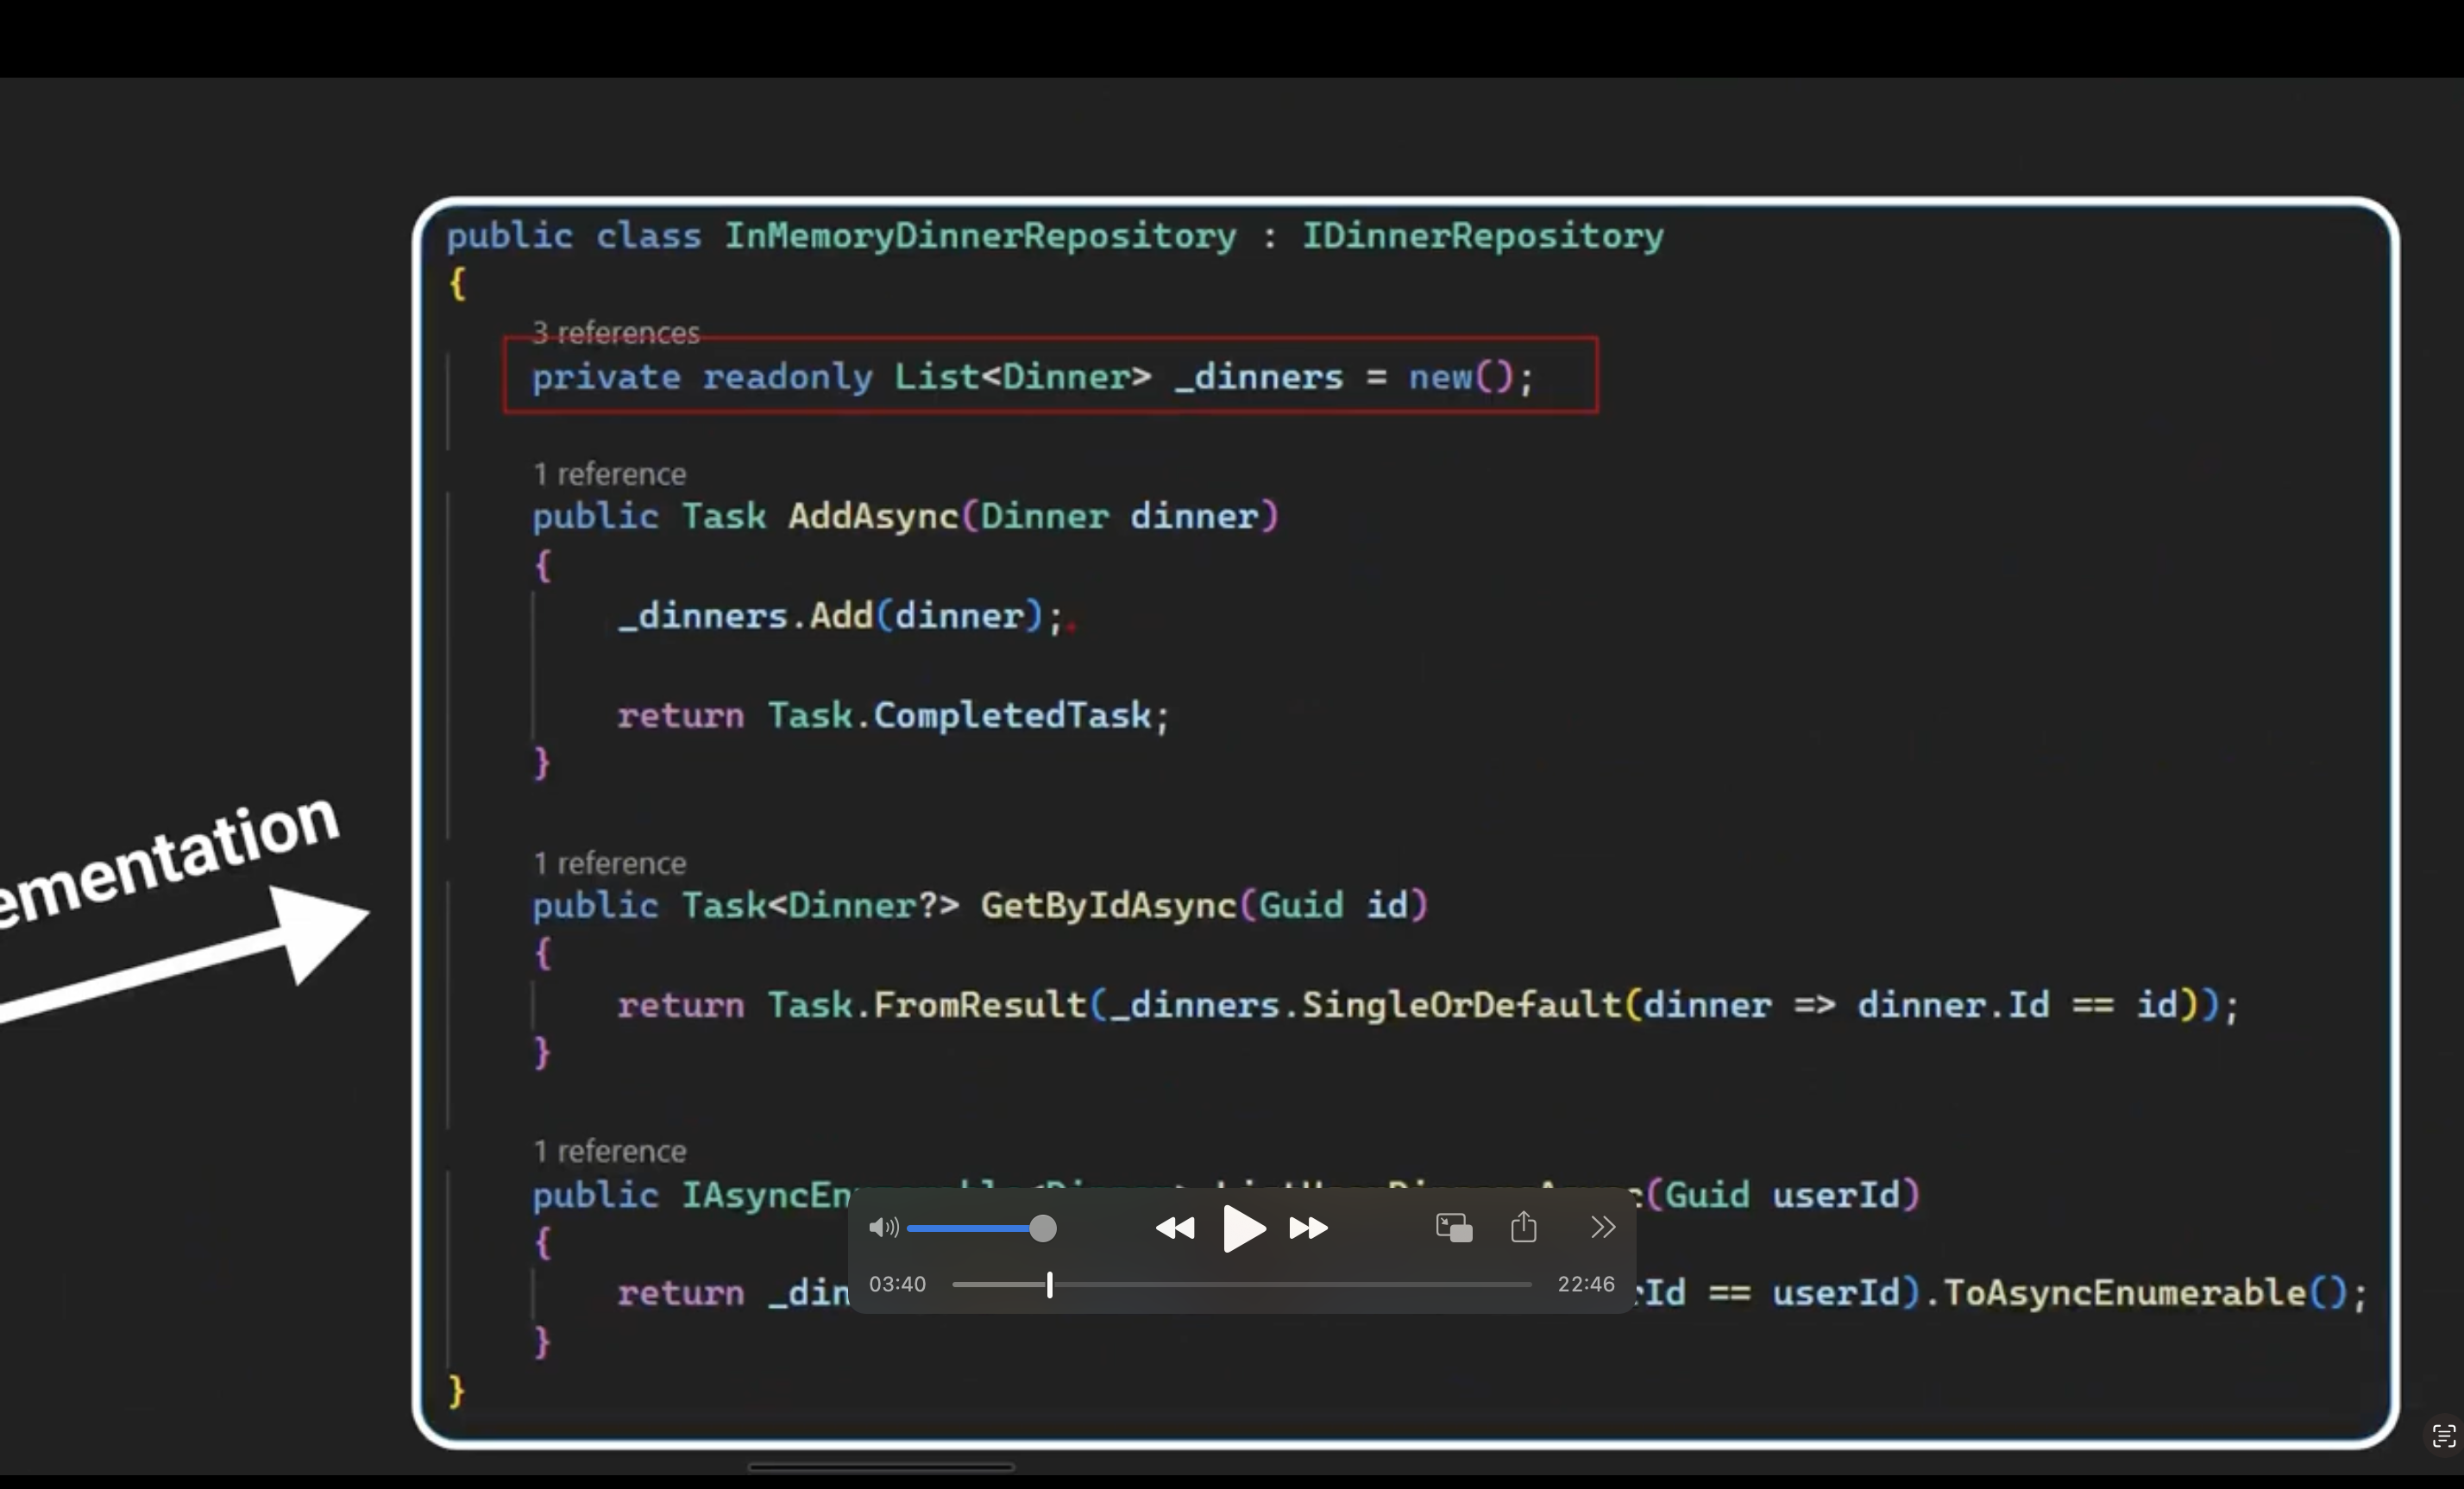 public class InMemoryDinnerRepository : IDinnerRepository
{
3 references
private readonly List<Dinner> _dinners = new();
1 reference
public Task AddAsync(Dinner dinner)
{
_dinners.Add(dinner);
return Task.CompletedTask;
}
ementation
1 reference
public Task<Dinner?> GetByIdAsync(Guid id)
{
return Task.FromResult(_dinners.SingleOrDefault(dinner => dinner.Id == id));
}
1 reference
public IAsyncEn (Guid userId)
{
return _din rId == userId).ToAsyncEnumerable();
}
}
03:40
22:46